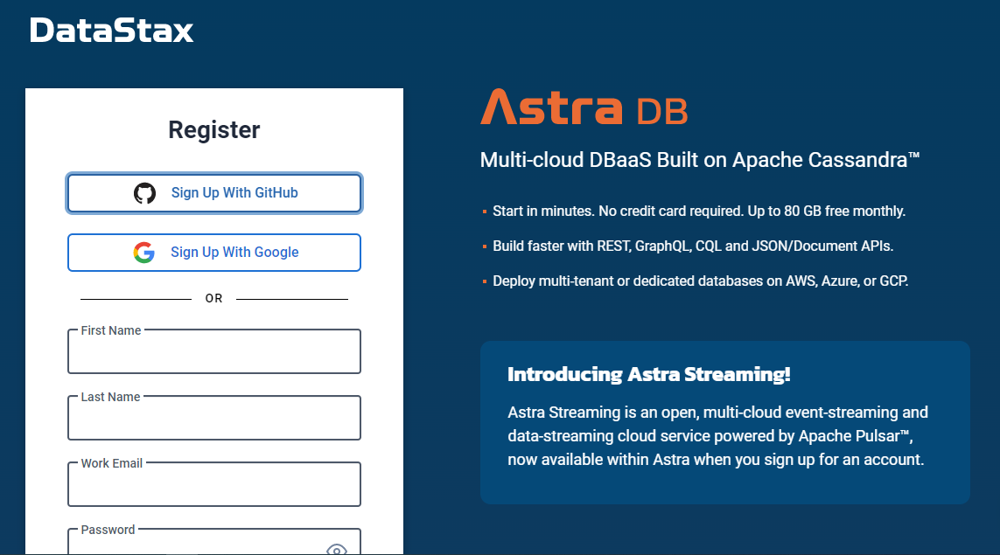 DataStax
Register
Sign Up With GitHub
Sign Up With Google
OR
First Name
Last Name
Work Email
Password
Astra DB
Multi-cloud DBaaS Built on Apache Cassandra™
Start in minutes. No credit card required. Up to 80 GB free monthly.
Build faster with REST, GraphQL, CQL and JSON/Document APIs.
Deploy multi-tenant or dedicated databases on AWS, Azure, or GCP.
Introducing Astra Streaming!
Astra Streaming is an open, multi-cloud event-streaming and
data-streaming cloud service powered by Apache Pulsar™,
now available within Astra when you sign up for an account.